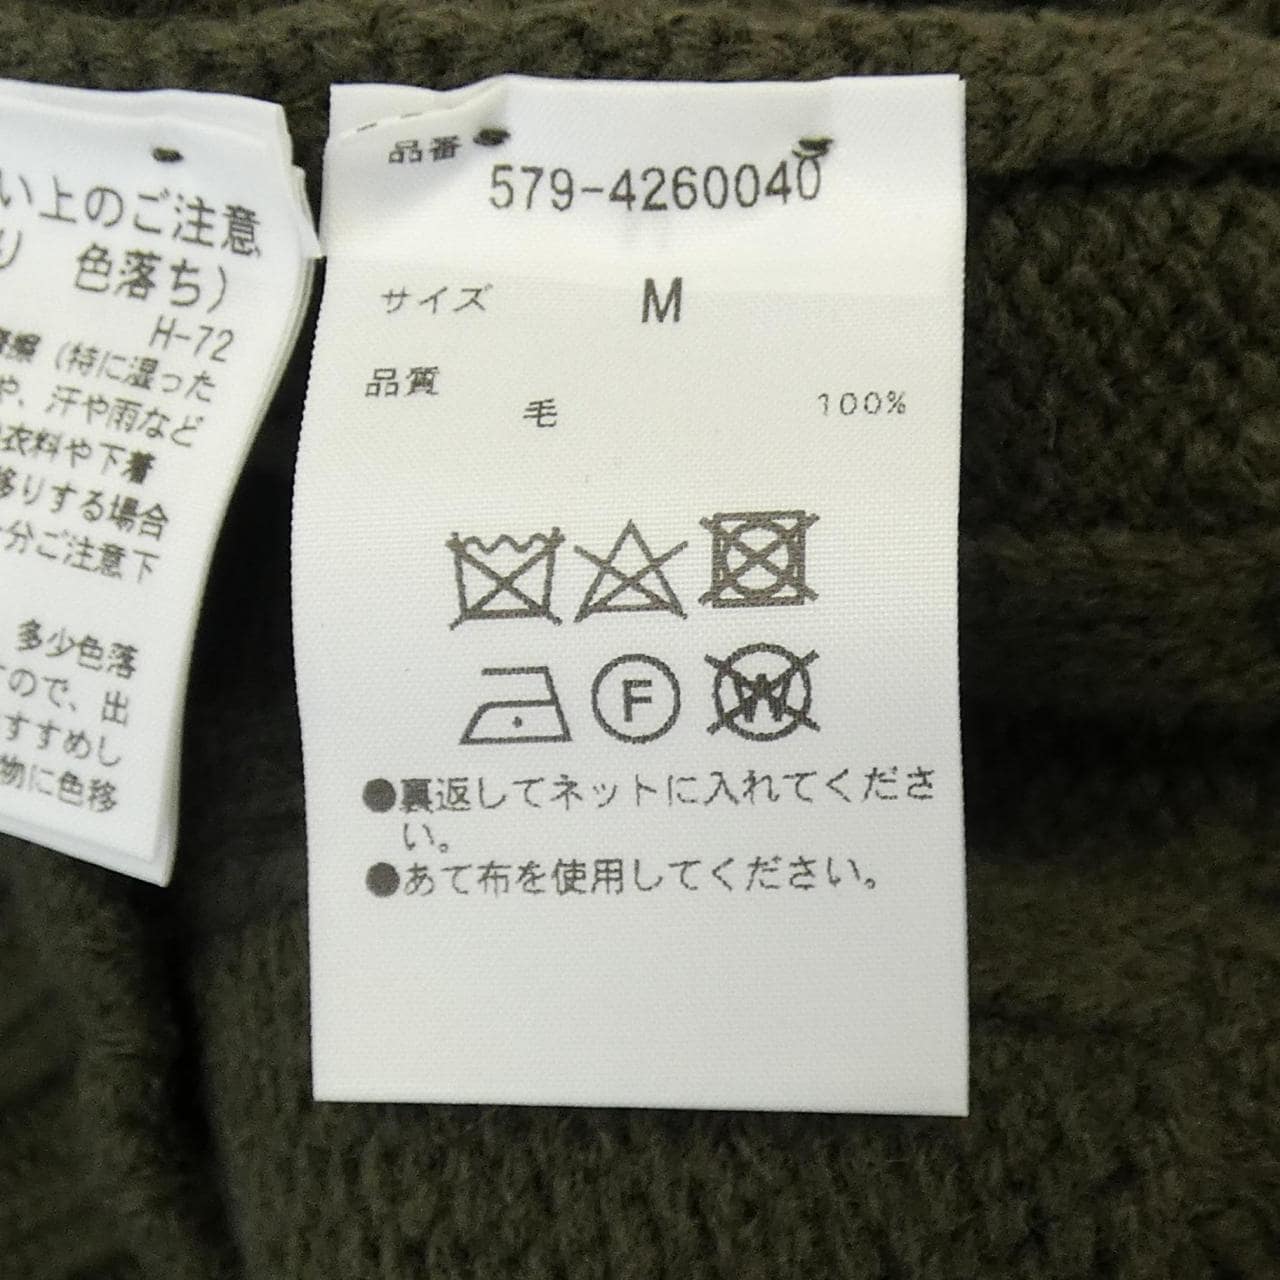 い上のご注意
り 色落ち)
H-72
(特に湿った
や、汗や雨など
衣料や下着
移りする場合
分ご注意下
多少色落
ので、出
すすめし
物に色移
品番
579-4260040
サイズ M
品質
毛 100%
F
W
●裏返してネットに入れてくださ
い。
●あて布を使用してください。